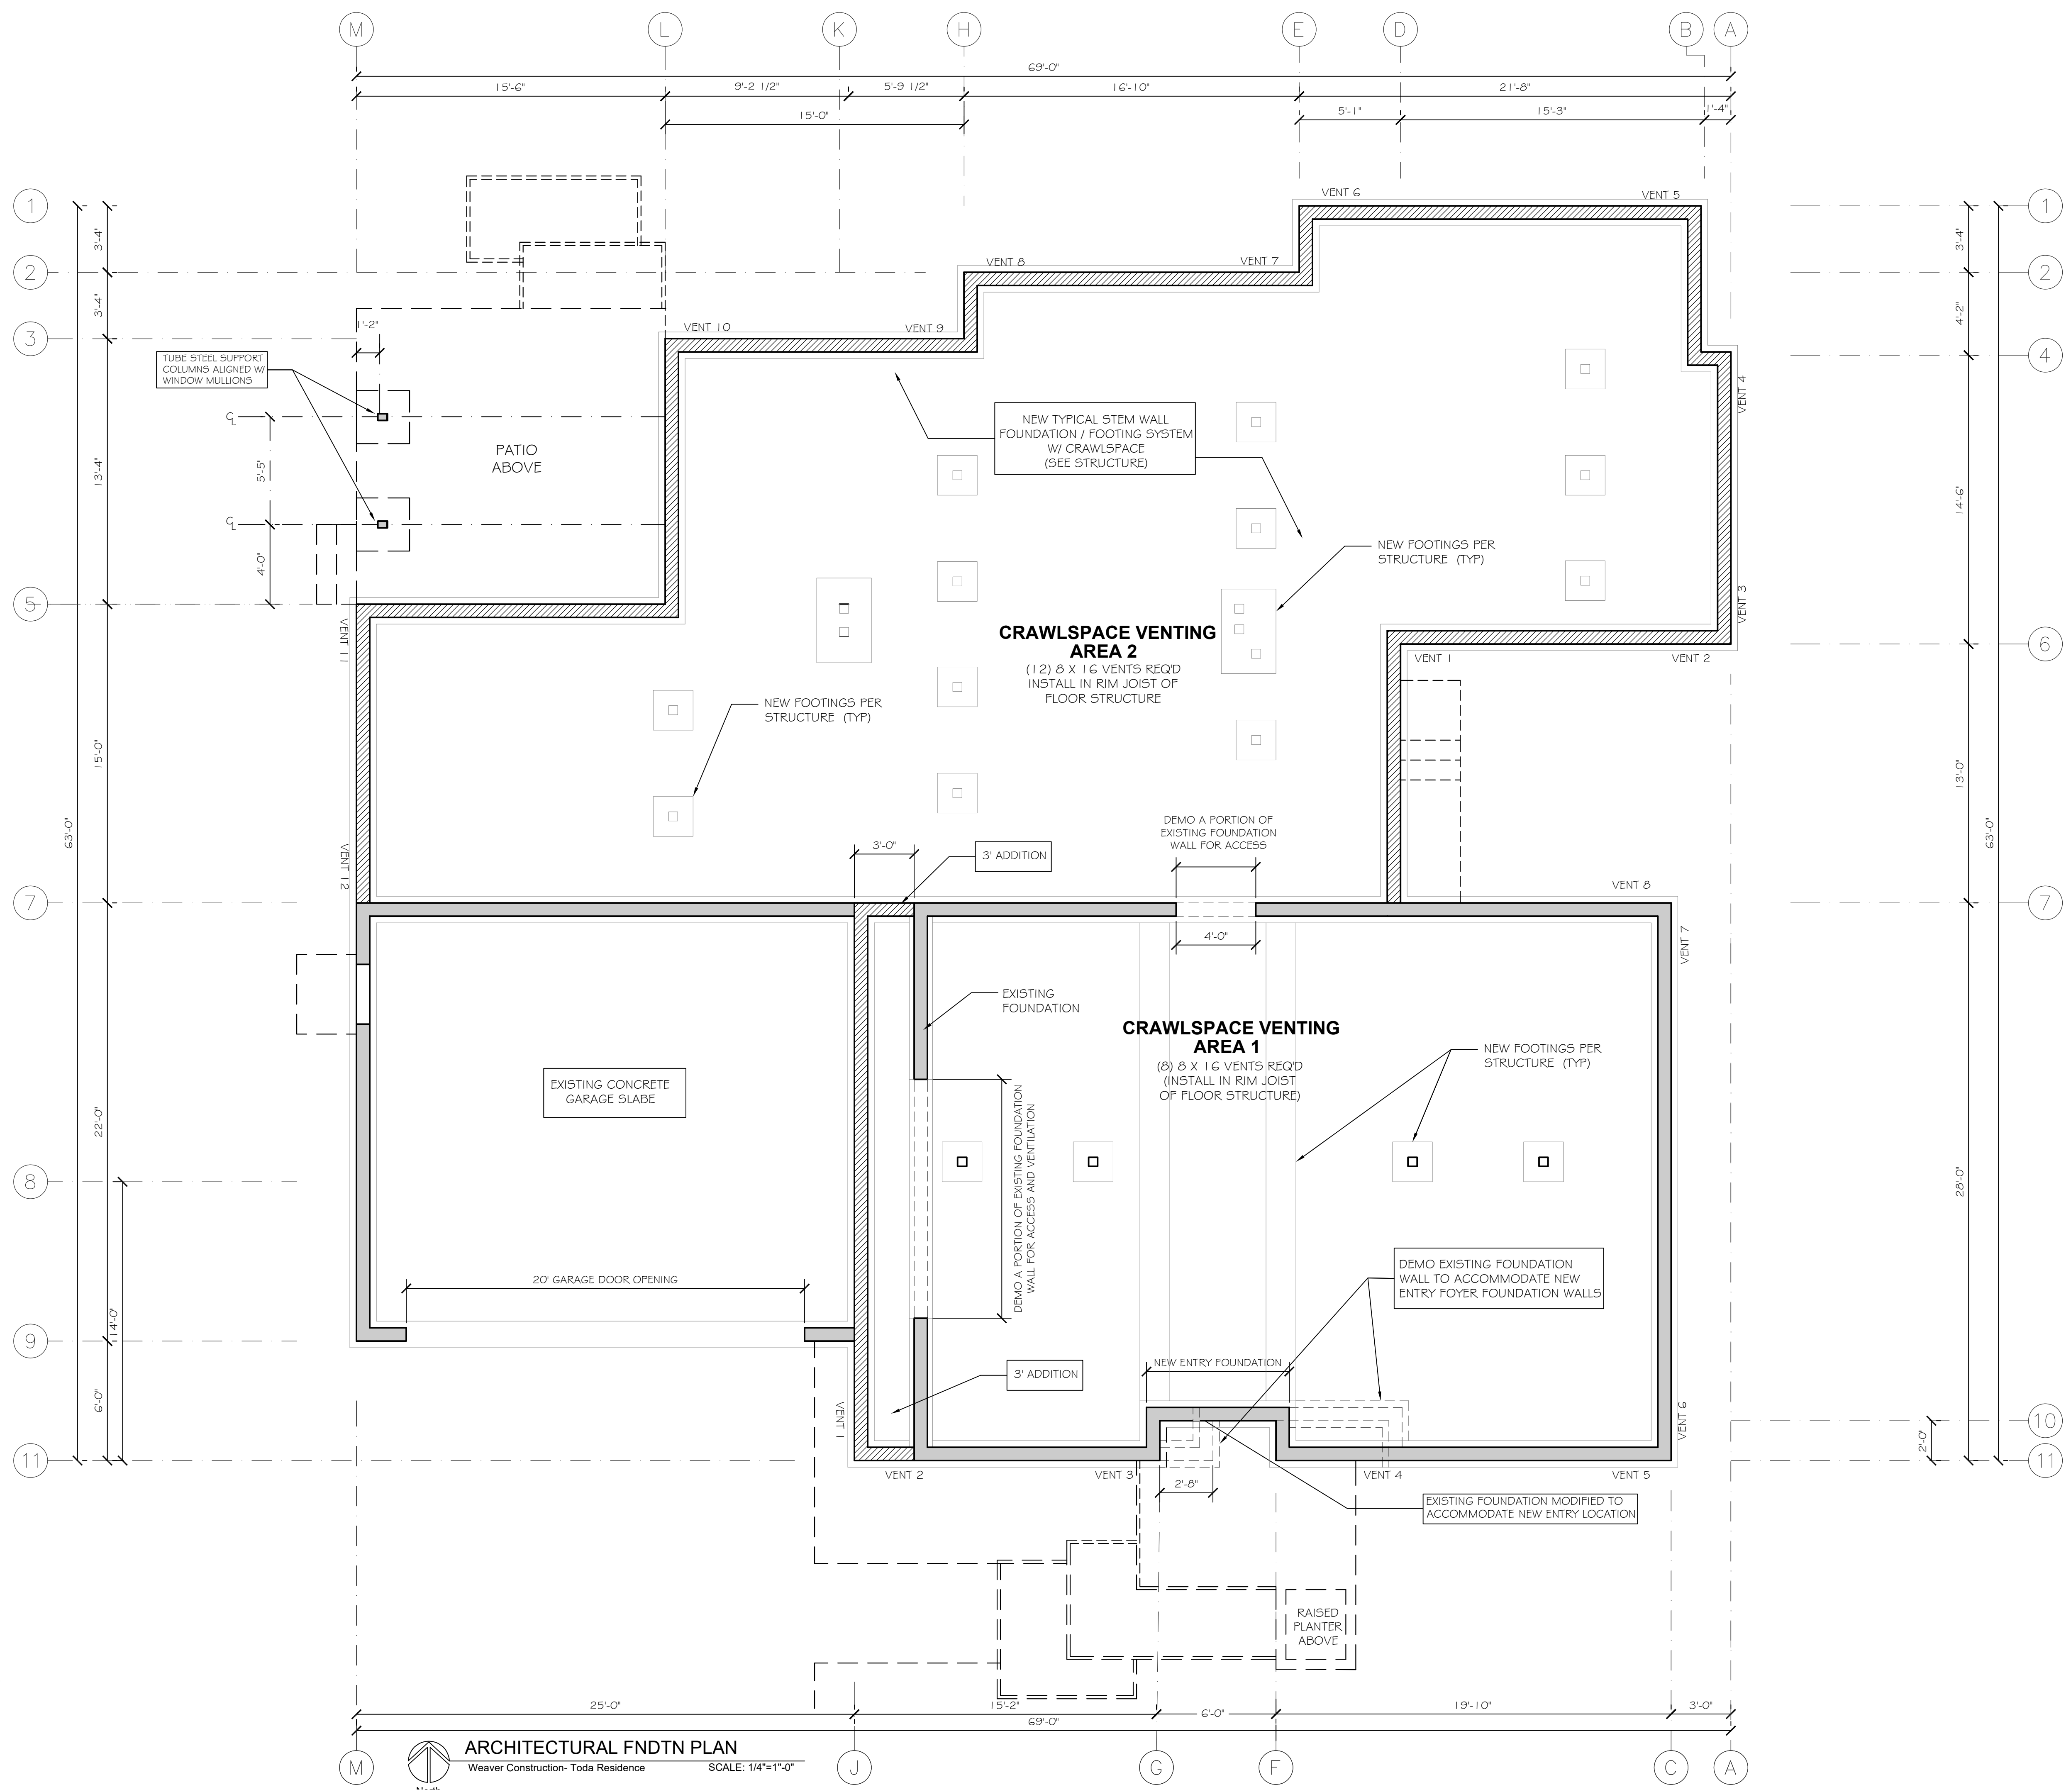 M L K H E D B A
69'-0"
15'-6" 9'-2 1/2" 5'-9 1/2" 16'-10" 21'-8"
15'-0" 5'-1" 15'-3" 1'-4"
VENT 6 VENT 5
1 1
3'-4" 3'-4"
VENT 8 VENT 7
2 2
3'-4" 4'-2"
VENT 10 VENT 9
3 4
1'-2"
TUBE STEEL SUPPORT
COLUMNS ALIGNED W/
WINDOW MULLIONS
VENT 4
NEW TYPICAL STEM WALL
FOUNDATION / FOOTING SYSTEM
W/ CRAWLSPACE
(SEE STRUCTURE)
CL
PATIO
ABOVE
5'-5"
13'-4"
14'-6"
CL
4'-0"
NEW FOOTINGS PER
STRUCTURE (TYP)
5
VENT 3
VENT 11
CRAWLSPACE VENTING
AREA 2
(12) 8 X 16 VENTS REQ'D
INSTALL IN RIM JOIST OF
FLOOR STRUCTURE
6
VENT 1 VENT 2
NEW FOOTINGS PER
STRUCTURE (TYP)
15'-0"
13'-0"
63'-0"
63'-0"
DEMO A PORTION OF
EXISTING FOUNDATION
WALL FOR ACCESS
3'-0"
3' ADDITION
VENT 12
VENT 8
7 7
4'-0"
VENT 7
EXISTING
FOUNDATION
CRAWLSPACE VENTING
AREA 1
(8) 8 X 16 VENTS REQ'D
(INSTALL IN RIM JOIST
OF FLOOR STRUCTURE)
NEW FOOTINGS PER
STRUCTURE (TYP)
EXISTING CONCRETE
GARAGE SLABE
22'-0"
DEMO A PORTION OF EXISTING FOUNDATION
WALL FOR ACCESS AND VENTILATION
28'-0"
8
DEMO EXISTING FOUNDATION
WALL TO ACCOMMODATE NEW
ENTRY FOYER FOUNDATION WALLS
20' GARAGE DOOR OPENING
14'-0"
9
NEW ENTRY FOUNDATION
3' ADDITION
6'-0"
VENT 1
VENT 6
10
2'-0"
11 11
VENT 2 VENT 3 VENT 4 VENT 5
2'-8"
EXISTING FOUNDATION MODIFIED TO
ACCOMMODATE NEW ENTRY LOCATION
RAISED
PLANTER
ABOVE
25'-0" 15'-2" 6'-0" 19'-10" 3'-0"
69'-0"
ARCHITECTURAL FNDTN PLAN
Weaver Construction- Toda Residence SCALE: 1/4"=1"-0"
M J G F C A